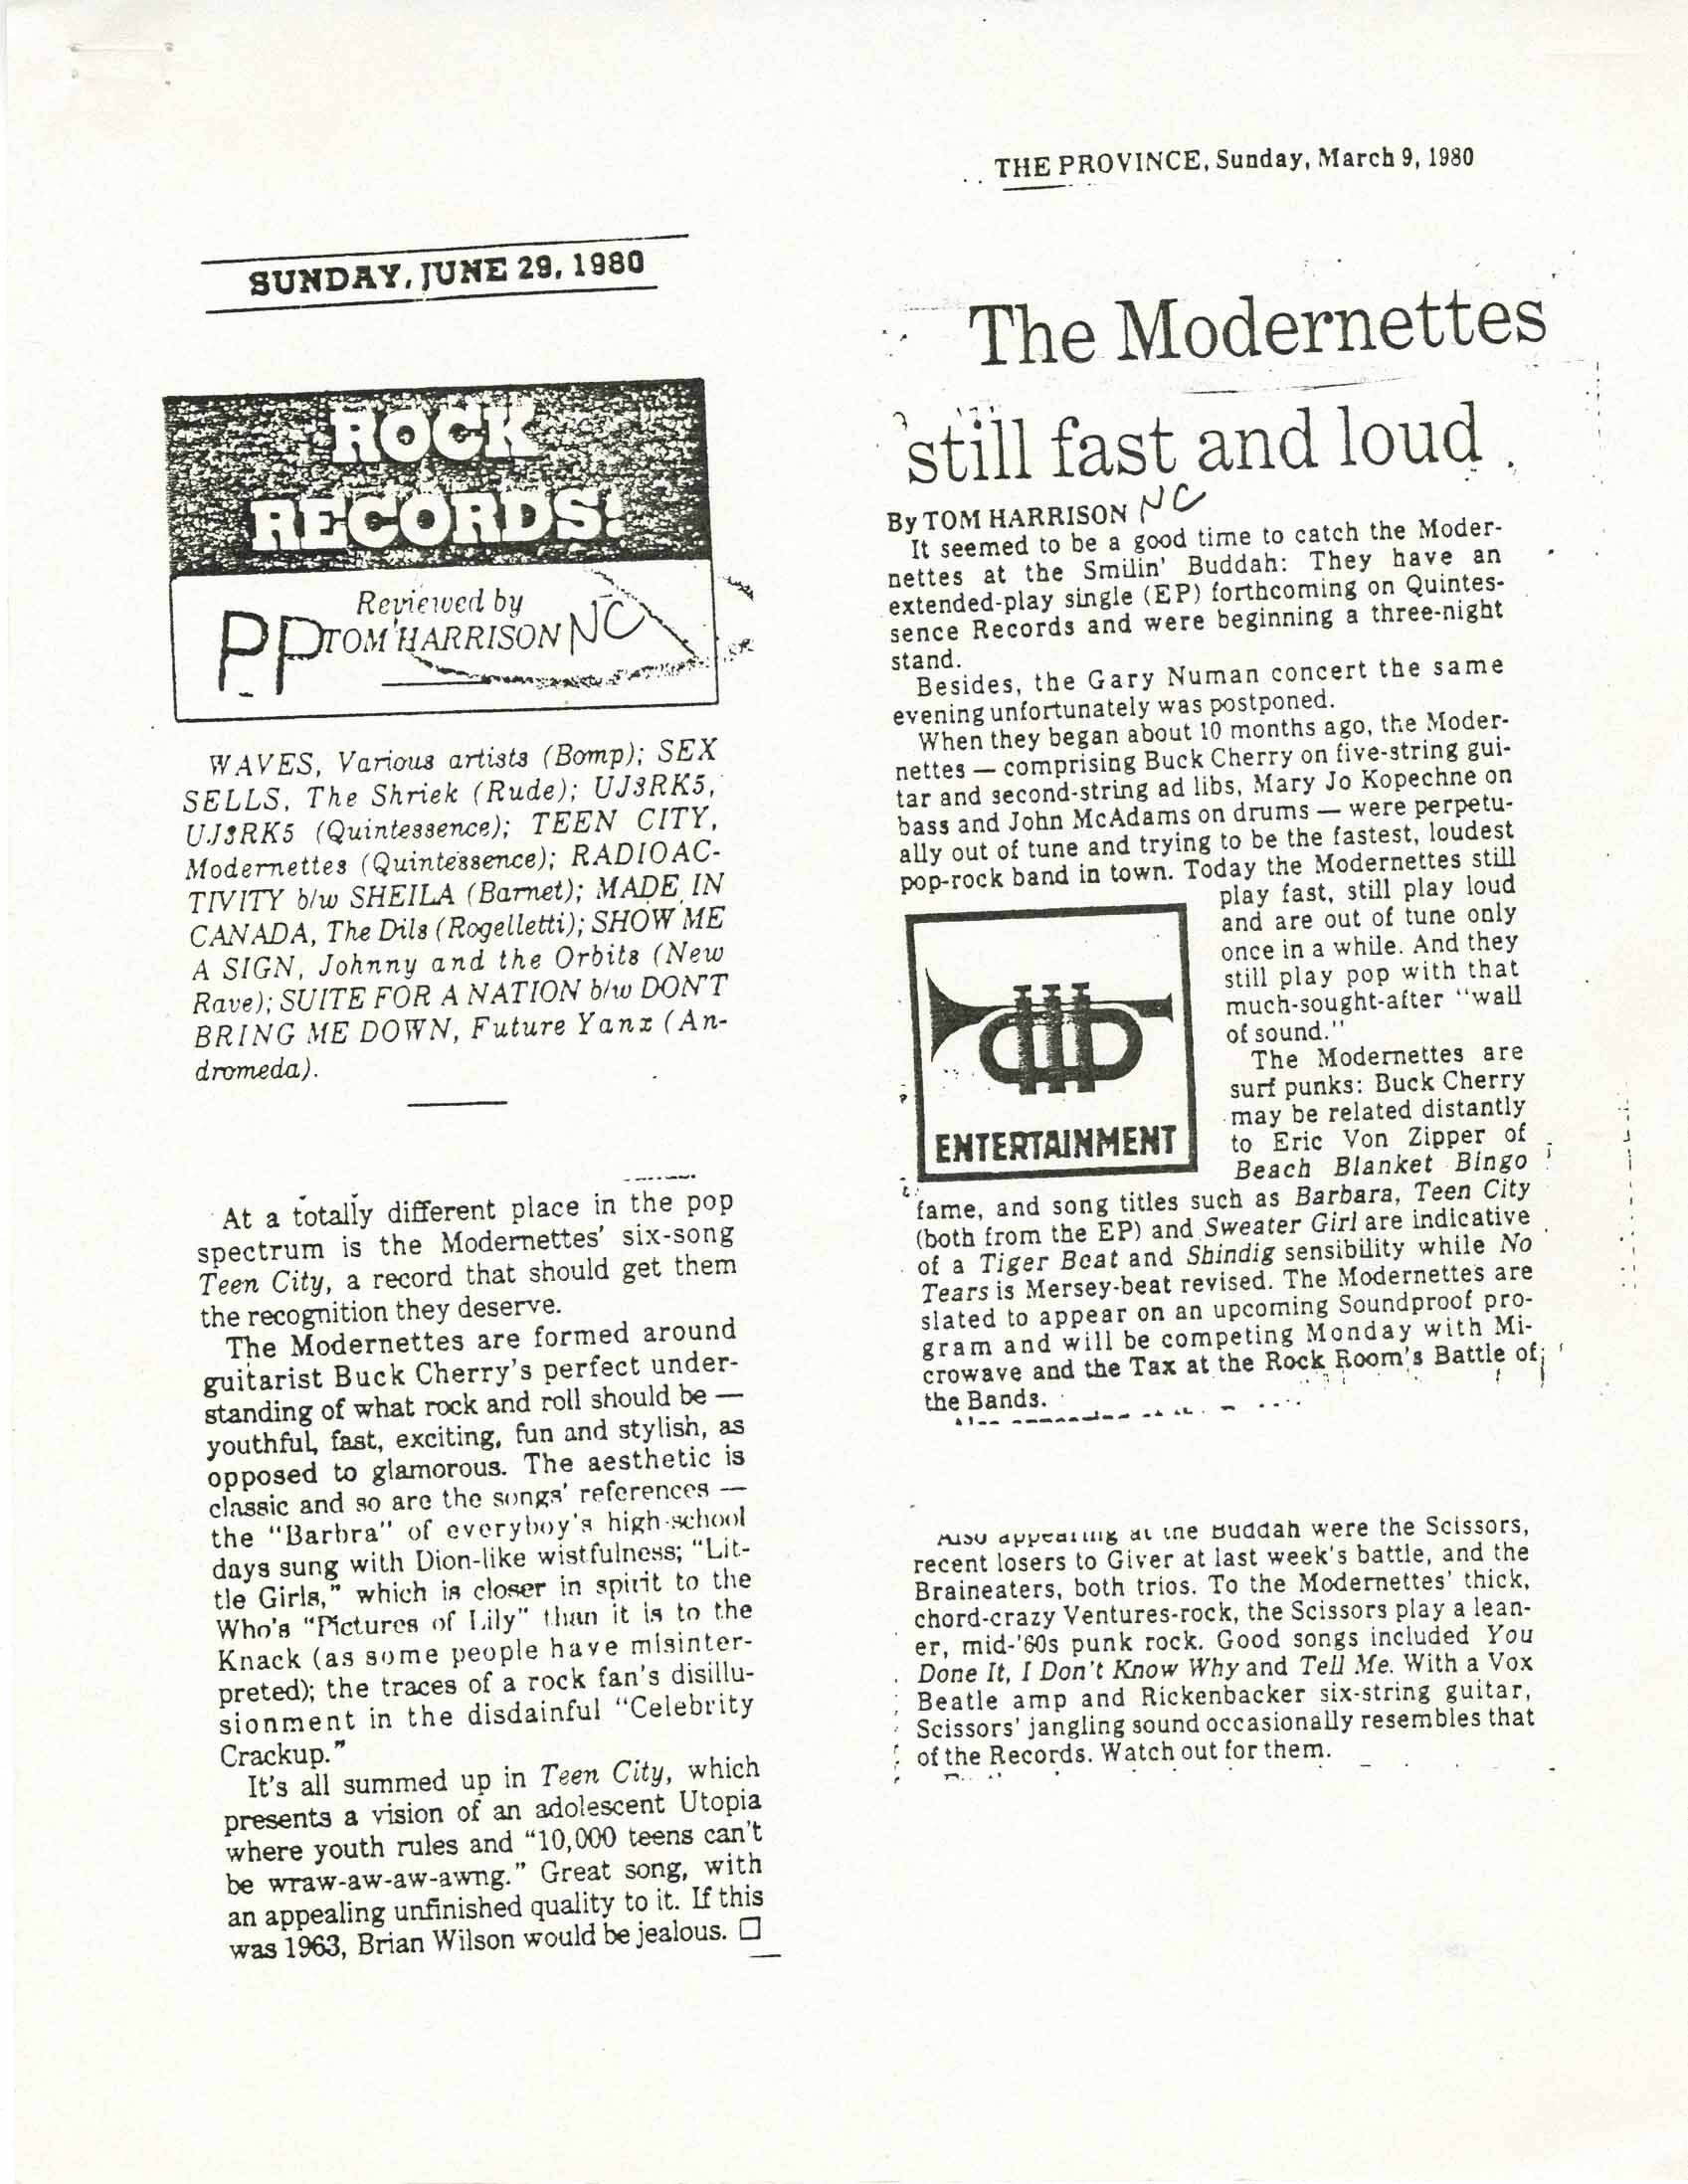 SUNDAY, JUNE 29, 1980
ROCK
RECORDS!
Reviewed by
PP TOM HARRISON NC
WAVES, Various artists (Bomp); SEX
SELLS, The Shriek (Rude); UJ3RK5,
UJ3RK5 (Quintessence); TEEN CITY,
Modernettes (Quintessence); RADIOAC-
TIVITY b/w SHEILA (Barnet); MADE IN
CANADA, The Dils (Rogelletti); SHOW ME
A SIGN, Johnny and the Orbits (New
Rave); SUITE FOR A NATION b/w DON'T
BRING ME DOWN, Future Yanz (An-
dromeda).
At a totally different place in the pop
spectrum is the Modernettes' six-song
Teen City, a record that should get them
the recognition they deserve.
The Modernettes are formed around
guitarist Buck Cherry's perfect under-
standing of what rock and roll should be —
youthful, fast, exciting, fun and stylish, as
opposed to glamorous. The aesthetic is
classic and so are the songs' references —
the "Barbra" of everyboy's high-school
days sung with Dion-like wistfulness; "Lit-
tle Girls," which is closer in spirit to the
Who's "Pictures of Lily" than it is to the
Knack (as some people have misinter-
preted); the traces of a rock fan's disillu-
sionment in the disdainful "Celebrity
Crackup."
It's all summed up in Teen City, which
presents a vision of an adolescent Utopia
where youth rules and "10,000 teens can't
be wraw-aw-aw-awng." Great song, with
an appealing unfinished quality to it. If this
was 1963, Brian Wilson would be jealous. □
THE PROVINCE, Sunday, March 9, 1980
The Modernettes
still fast and loud
By TOM HARRISON NC
It seemed to be a good time to catch the Moder-
nettes at the Smilin' Buddah: They have an
extended-play single (EP) forthcoming on Quintes-
sence Records and were beginning a three-night
stand.
Besides, the Gary Numan concert the same
evening unfortunately was postponed.
When they began about 10 months ago, the Moder-
nettes — comprising Buck Cherry on five-string gui-
tar and second-string ad libs, Mary Jo Kopechne on
bass and John McAdams on drums — were perpetu-
ally out of tune and trying to be the fastest, loudest
pop-rock band in town. Today the Modernettes still
play fast, still play loud
and are out of tune only
once in a while. And they
still play pop with that
much-sought-after "wall
of sound."
The Modernettes are
surf punks: Buck Cherry
may be related distantly
to Eric Von Zipper of
Beach Blanket Bingo
ENTERTAINMENT
fame, and song titles such as Barbara, Teen City
(both from the EP) and Sweater Girl are indicative
of a Tiger Beat and Shindig sensibility while No
Tears is Mersey-beat revised. The Modernettes are
slated to appear on an upcoming Soundproof pro-
gram and will be competing Monday with Mi-
crowave and the Tax at the Rock Room's Battle of
the Bands.
Also appearing at the Buddah were the Scissors,
recent losers to Giver at last week's battle, and the
Braineaters, both trios. To the Modernettes' thick,
chord-crazy Ventures-rock, the Scissors play a lean-
er, mid-'60s punk rock. Good songs included You
Done It, I Don't Know Why and Tell Me. With a Vox
Beatle amp and Rickenbacker six-string guitar,
Scissors' jangling sound occasionally resembles that
of the Records. Watch out for them.